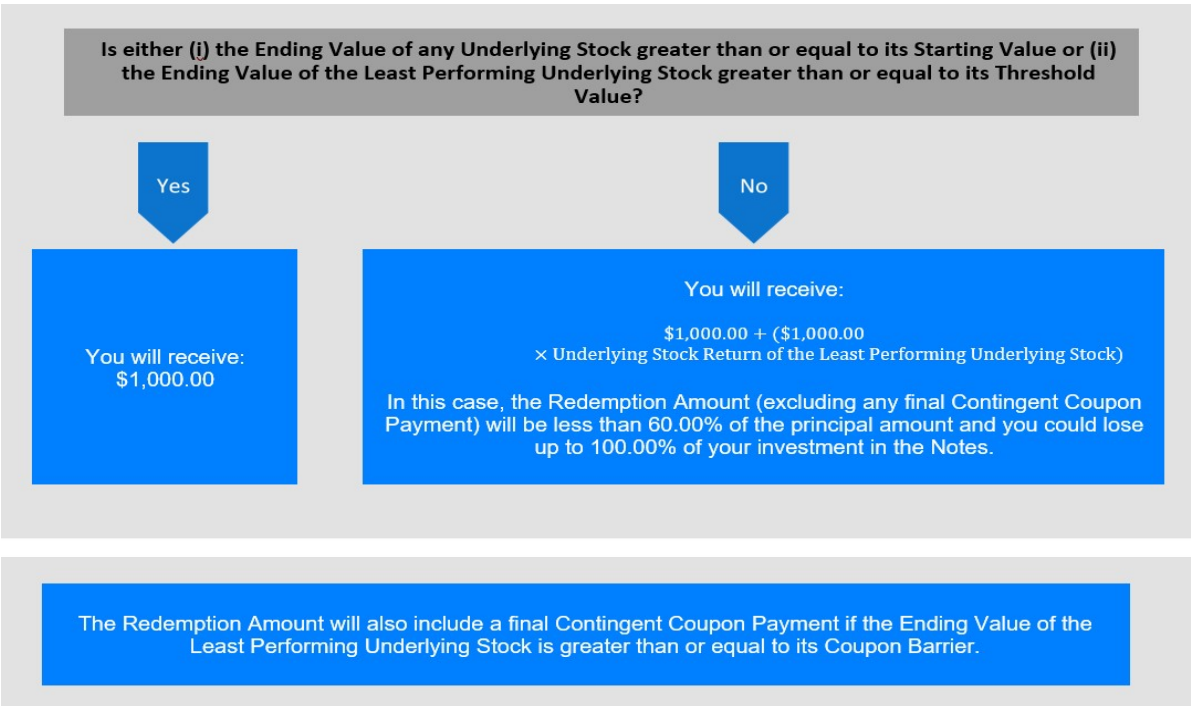 Is either (i) the Ending Value of any Underlying Stock greater than or equal to its Starting Value or (ii)
the Ending Value of the Least Performing Underlying Stock greater than or equal to its Threshold
Value?
Yes
No
You will receive:
$1,000.00
You will receive:
$1,000.00 + ($1,000.00
× Underlying Stock Return of the Least Performing Underlying Stock)
In this case, the Redemption Amount (excluding any final Contingent Coupon
Payment) will be less than 60.00% of the principal amount and you could lose
up to 100.00% of your investment in the Notes.
The Redemption Amount will also include a final Contingent Coupon Payment if the Ending Value of the
Least Performing Underlying Stock is greater than or equal to its Coupon Barrier.